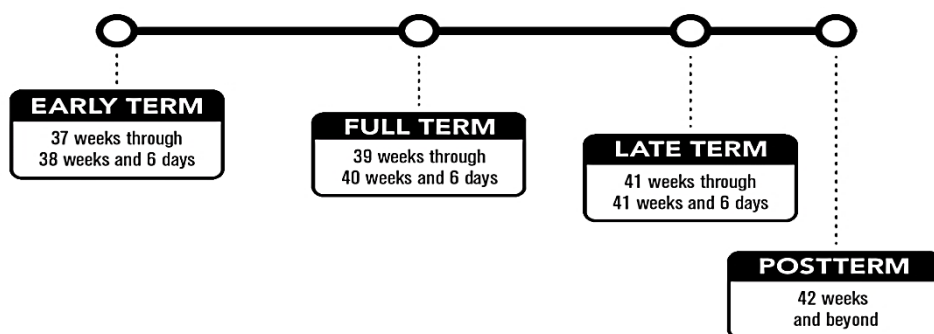 EARLY TERM
37 weeks through
38 weeks and 6 days
FULL TERM
39 weeks through
40 weeks and 6 days
LATE TERM
41 weeks through
41 weeks and 6 days
POSTTERM
42 weeks
and beyond